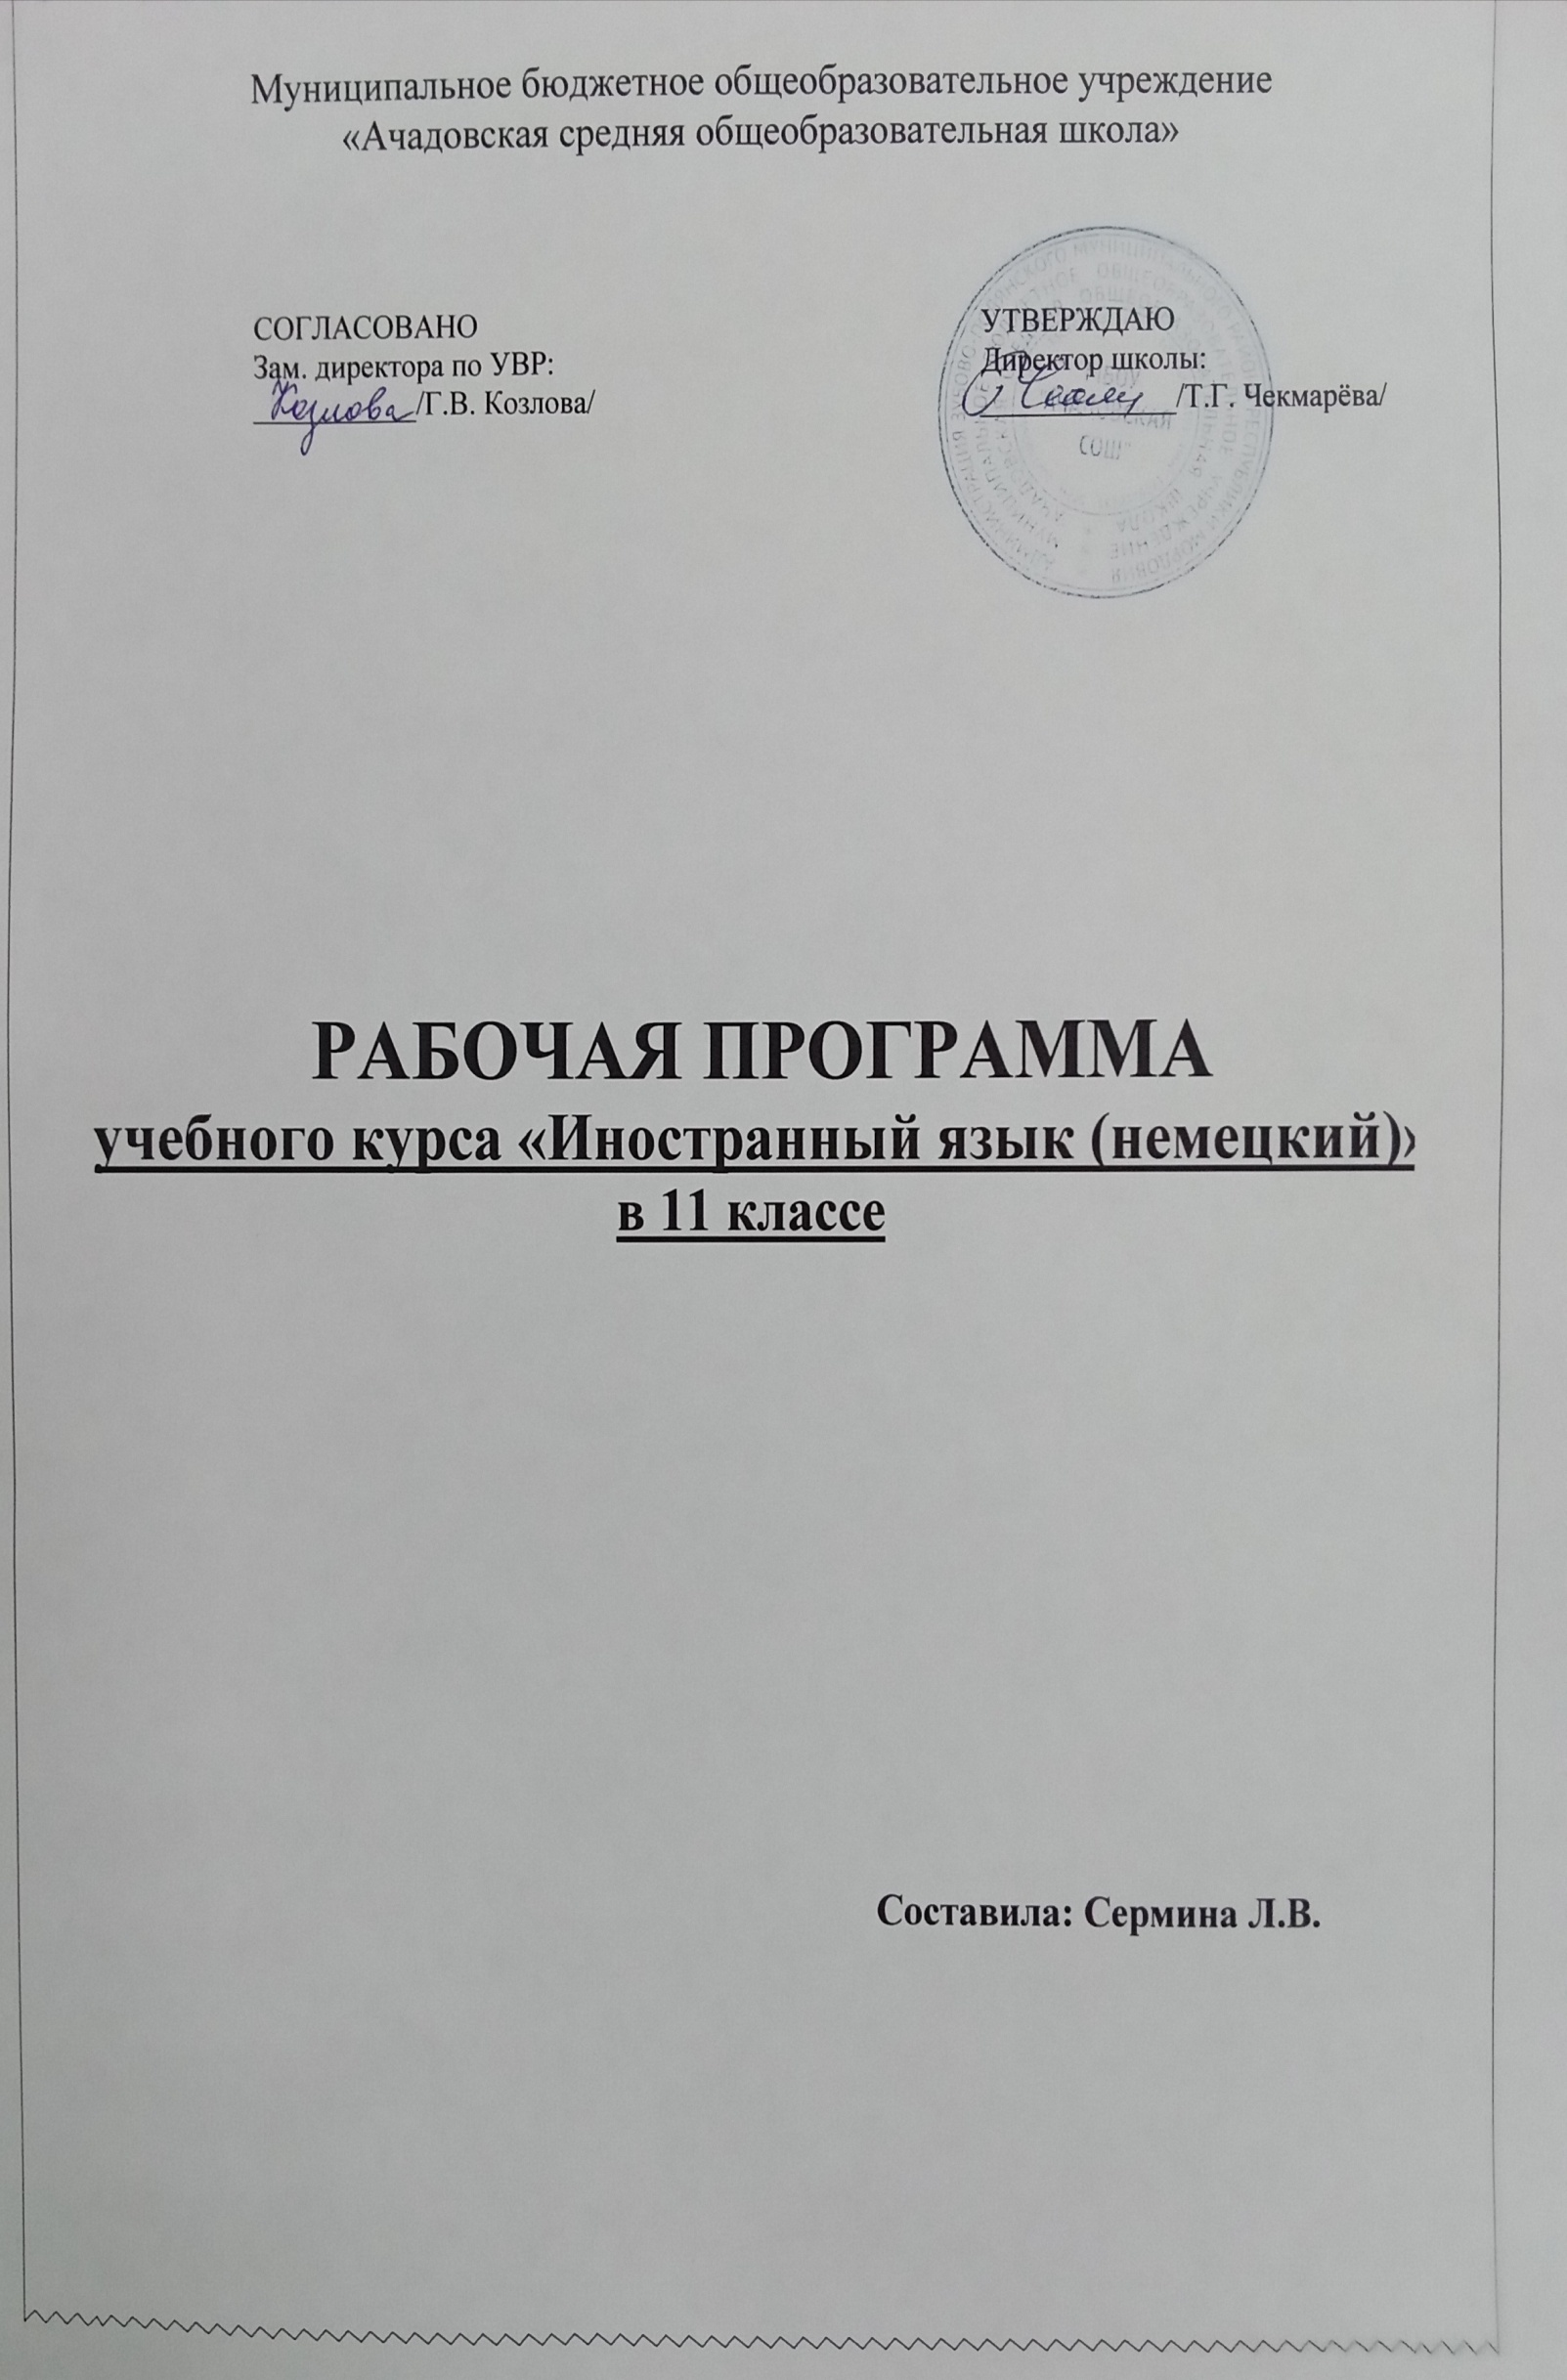 Муниципальное бюджетное общеобразовательное учреждение
«Ачадовская средняя общеобразовательная школа»
СОГЛАСОВАНО
Зам. директора по УВР:
Козлова/Г.В. Козлова/
УТВЕРЖДАЮ
Директор школы:
/Т.Г. Чекмарёва/
СОШ"
РАБОЧАЯ ПРОГРАММА
учебного курса «Иностранный язык (немецкий)›
в 11 классе
Составила: Сермина Л.В.